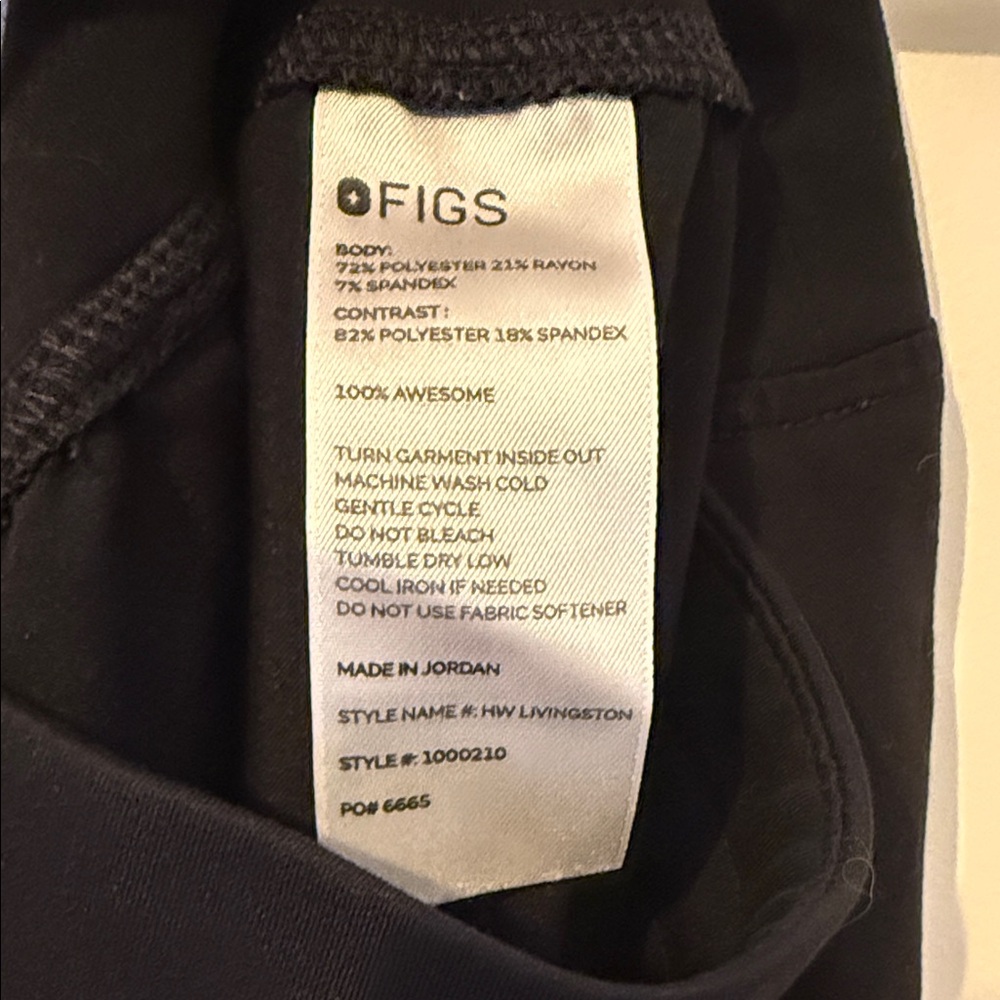 FIGS
BODY:
72% POLYESTER 21% RAYON
7% SPANDEX
CONTRAST:
82% POLYESTER 18% SPANDEX
100% AWESOME
TURN GARMENT INSIDE OUT
MACHINE WASH COLD
GENTLE CYCLE
DO NOT BLEACH
TUMBLE DRY LOW
COOL IRON IF NEEDED
DO NOT USE FABRIC SOFTENER
MADE IN JORDAN
STYLE NAME #: HW LIVINGSTON
STYLE #: 1000210
PO# 6665